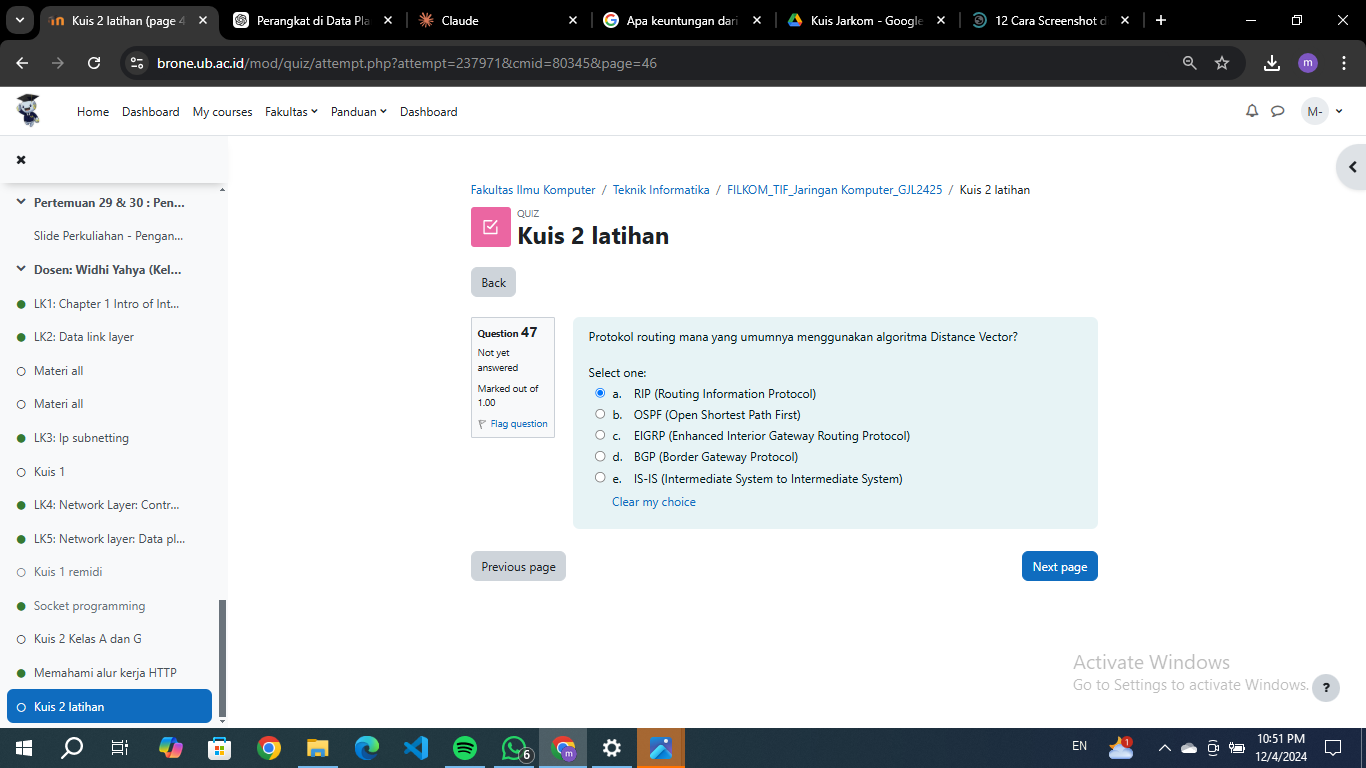 Kuis 2 latihan (page 4
Perangkat di Data Pla
Claude
Apa keuntungan dari
Kuis Jarkom - Google
12 Cara Screenshot d
brone.ub.ac.id/mod/quiz/attempt.php?attempt=237971&cmid=80345&page=46
m
Home
Dashboard
My courses
Fakultas
Panduan
Dashboard
M-
Pertemuan 29 & 30 : Pen...
Slide Perkuliahan - Pengan...
Dosen: Widhi Yahya (Kel...
LK1: Chapter 1 Intro of Int...
LK2: Data link layer
Materi all
Materi all
LK3: Ip subnetting
Kuis 1
LK4: Network Layer: Contr...
LK5: Network layer: Data pl...
Kuis 1 remidi
Socket programming
Kuis 2 Kelas A dan G
Memahami alur kerja HTTP
Kuis 2 latihan
Fakultas Ilmu Komputer / Teknik Informatika / FILKOM_TIF_Jaringan Komputer_GJL2425 / Kuis 2 latihan
QUIZ
Kuis 2 latihan
Back
Question 47
Not yet
answered
Marked out of
1.00
Flag question
Protokol routing mana yang umumnya menggunakan algoritma Distance Vector?
Select one:
a. RIP (Routing Information Protocol)
b. OSPF (Open Shortest Path First)
c. EIGRP (Enhanced Interior Gateway Routing Protocol)
d. BGP (Border Gateway Protocol)
e. IS-IS (Intermediate System to Intermediate System)
Clear my choice
Previous page
Next page
Activate Windows
Go to Settings to activate Windows.
?
6
m
EN
1
10:51 PM
12/4/2024